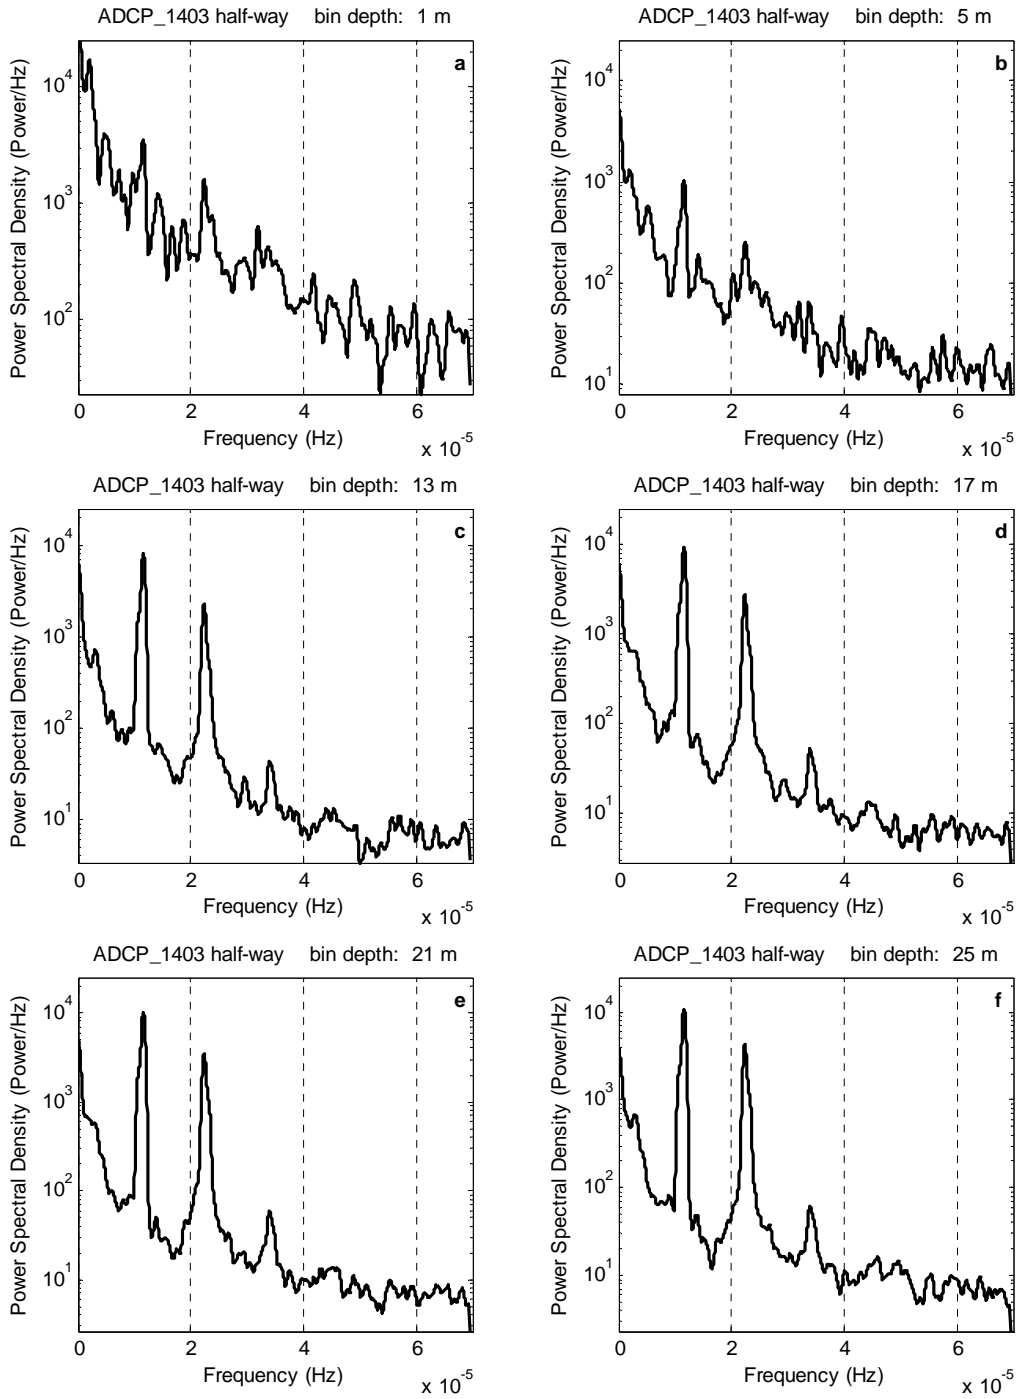 ADCP_1403 half-way bin depth: 1 m
ADCP_1403 half-way bin depth: 5 m
a
b
Power Spectral Density (Power/Hz)
10^4
10^3
10^2
0 2 4 6
Frequency (Hz)
x 10^-5
Power Spectral Density (Power/Hz)
10^4
10^3
10^2
10^1
0 2 4 6
Frequency (Hz)
x 10^-5
ADCP_1403 half-way bin depth: 13 m
ADCP_1403 half-way bin depth: 17 m
c
d
Power Spectral Density (Power/Hz)
10^4
10^3
10^2
10^1
0 2 4 6
Frequency (Hz)
x 10^-5
Power Spectral Density (Power/Hz)
10^4
10^3
10^2
10^1
0 2 4 6
Frequency (Hz)
x 10^-5
ADCP_1403 half-way bin depth: 21 m
ADCP_1403 half-way bin depth: 25 m
e
f
Power Spectral Density (Power/Hz)
10^4
10^3
10^2
10^1
0 2 4 6
Frequency (Hz)
x 10^-5
Power Spectral Density (Power/Hz)
10^4
10^3
10^2
10^1
0 2 4 6
Frequency (Hz)
x 10^-5